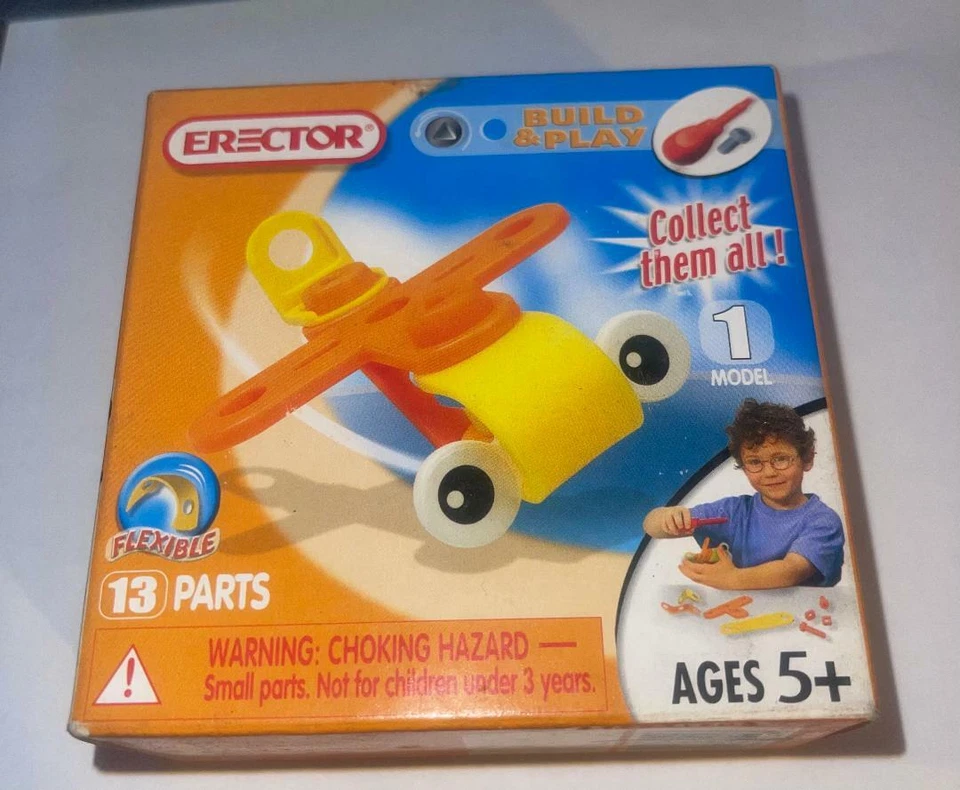 ERECTOR®
BUILD
& PLAY
Collect
them all!
1
MODEL
FLEXIBLE
13 PARTS
WARNING: CHOKING HAZARD —
Small parts. Not for children under 3 years.
AGES 5+